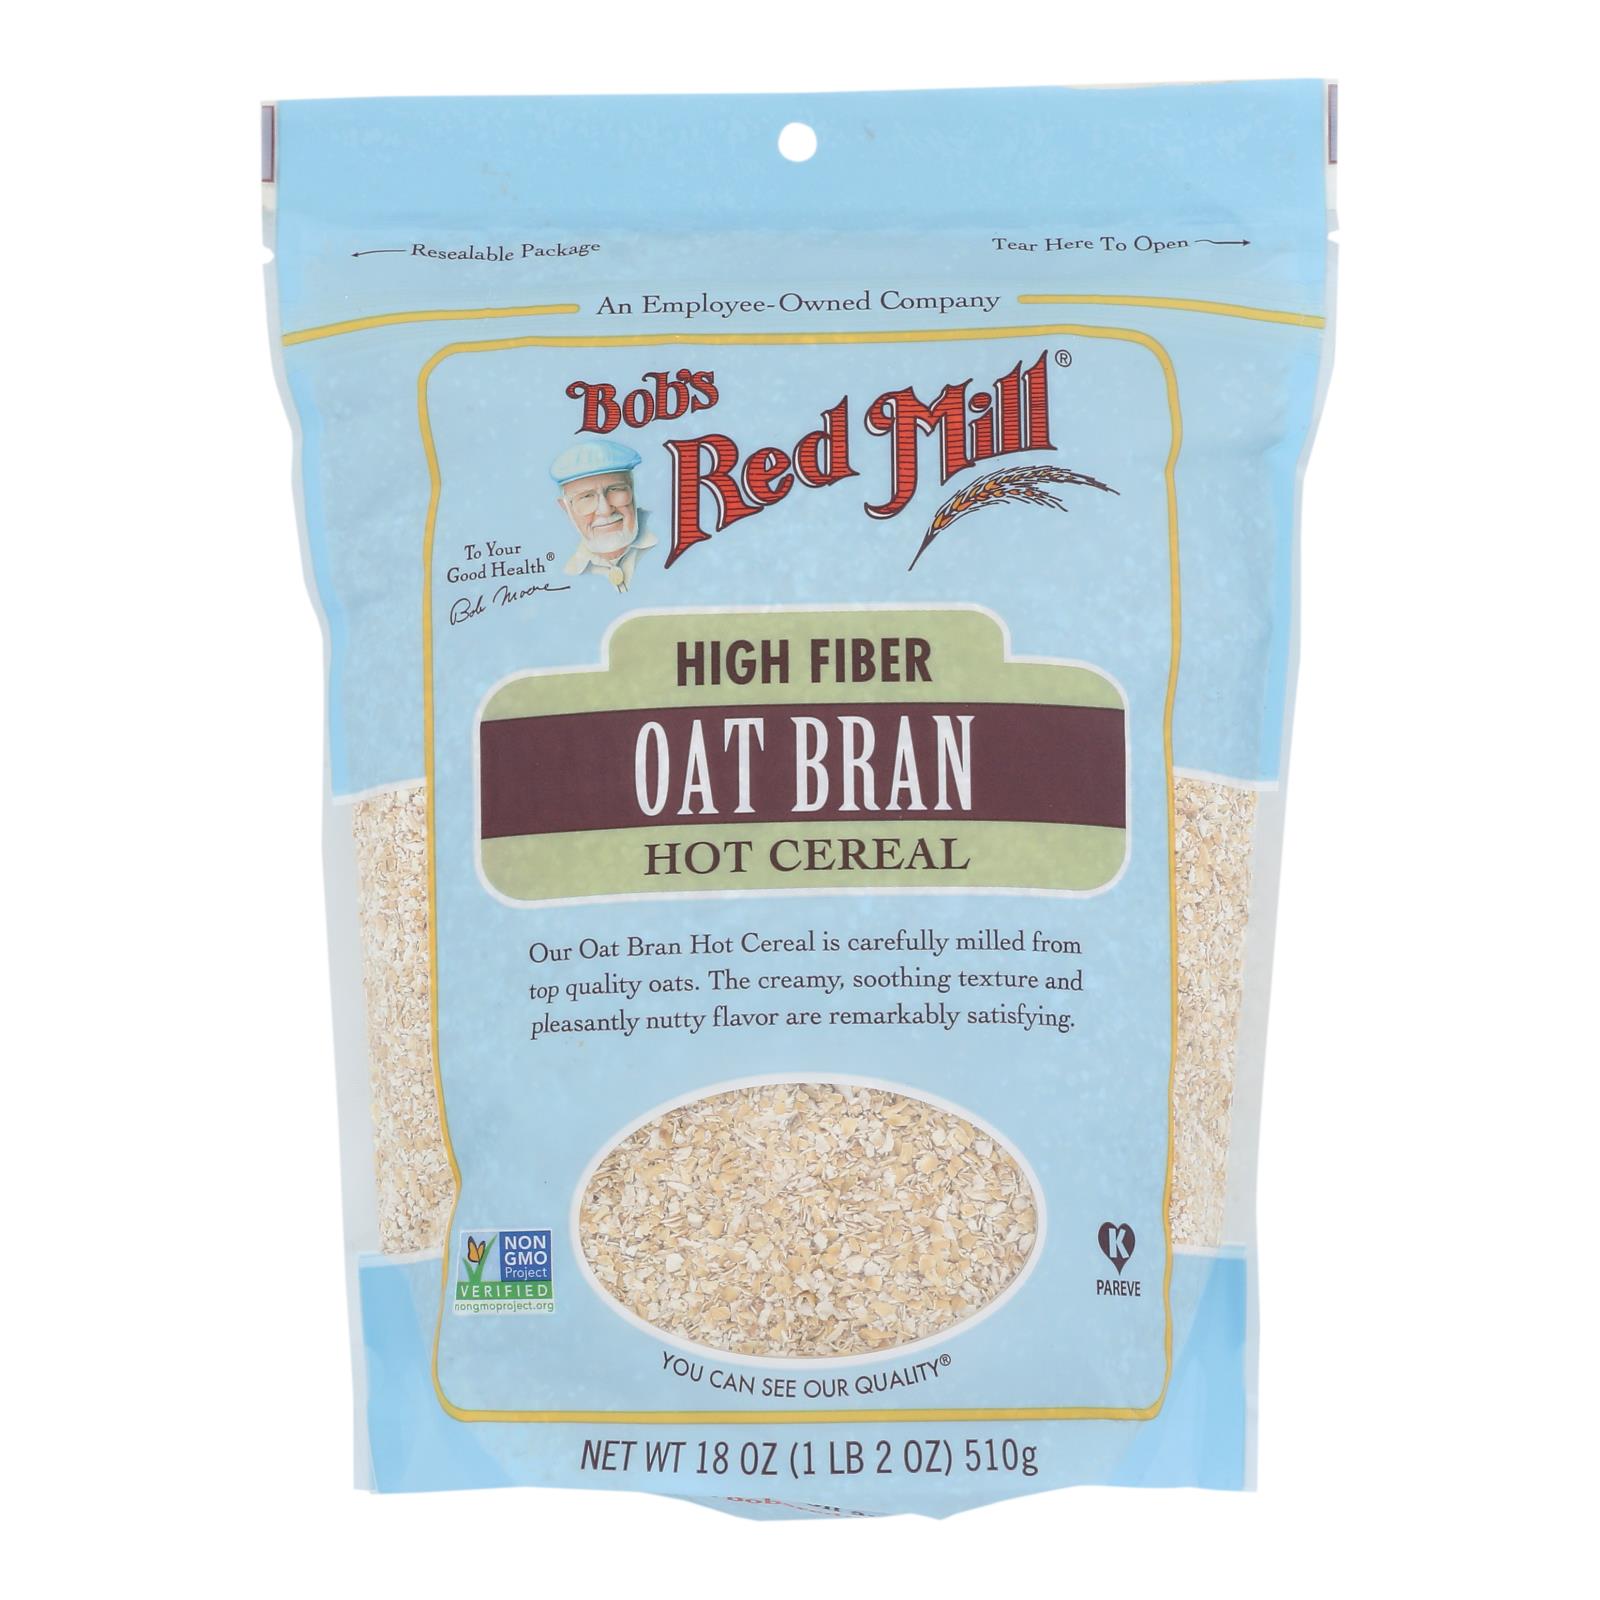 Resealable Package
Tear Here To Open
An Employee-Owned Company
Bob's
Red Mill®
To Your
Good Health®
Bob Moore
HIGH FIBER
OAT BRAN
HOT CEREAL
Our Oat Bran Hot Cereal is carefully milled from
top quality oats. The creamy, soothing texture and
pleasantly nutty flavor are remarkably satisfying.
NON
GMO
Project
VERIFIED
nongmoproject.org
K
PAREVE
YOU CAN SEE OUR QUALITY®
NET WT 18 OZ (1 LB 2 OZ) 510g